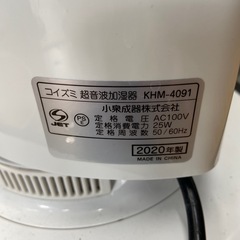 コイズミ 超音波加湿器 KHM-4091
小泉成器株式会社
定格電圧 AC100V
定格消費電力 25W
定格周波数 50/60Hz
PS
E
JET
2020年製
MADE IN CHINA